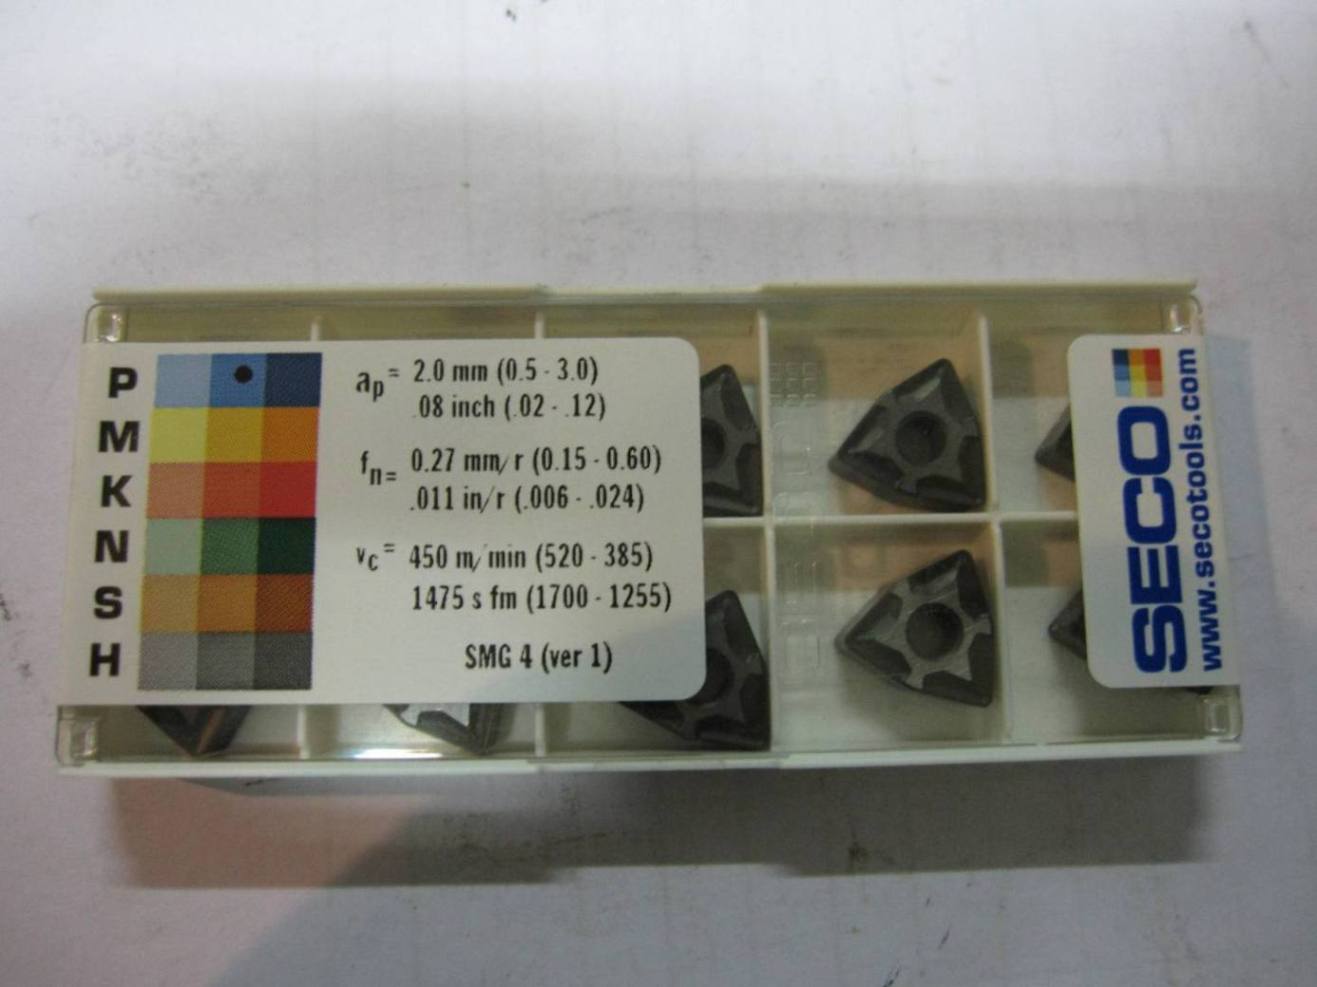 SECO
www.secotools.com
P
M
K
N
S
H
ap = 2.0 mm (0.5 - 3.0)
.08 inch (.02 - .12)
fn= 0.27 mm/r (0.15 - 0.60)
.011 in/r (.006 - .024)
vc = 450 m/min (520 - 385)
1475 s fm (1700 - 1255)
SMG 4 (ver 1)
SECO